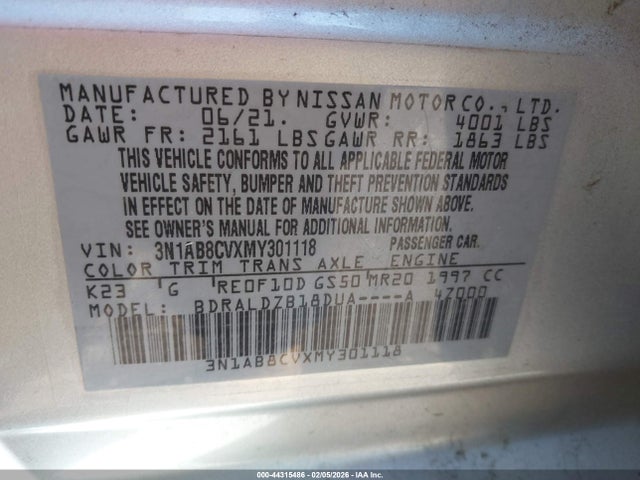 MANUFACTURED BY NISSAN MOTOR CO., LTD.
DATE: 06/21. GVWR: 4001 LBS
GAWR FR: 2161 LBS GAWR RR: 1863 LBS
THIS VEHICLE CONFORMS TO ALL APPLICABLE FEDERAL MOTOR
VEHICLE SAFETY, BUMPER AND THEFT PREVENTION STANDARDS
IN EFFECT ON THE DATE OF MANUFACTURE SHOWN ABOVE.
SEE OWNER'S MANUAL FOR ADDITIONAL INFORMATION.
VIN: 3N1AB8CVXMY301118 PASSENGER CAR.
COLOR TRIM TRANS AXLE ENGINE
K23 'G RE0F10D GS50 MR20 1997 CC
MODEL: BDRALDZB18DUA----A 4Z000
3N1AB8CVXMY301118
000-44315486 - 02/05/2026 - IAA Inc.